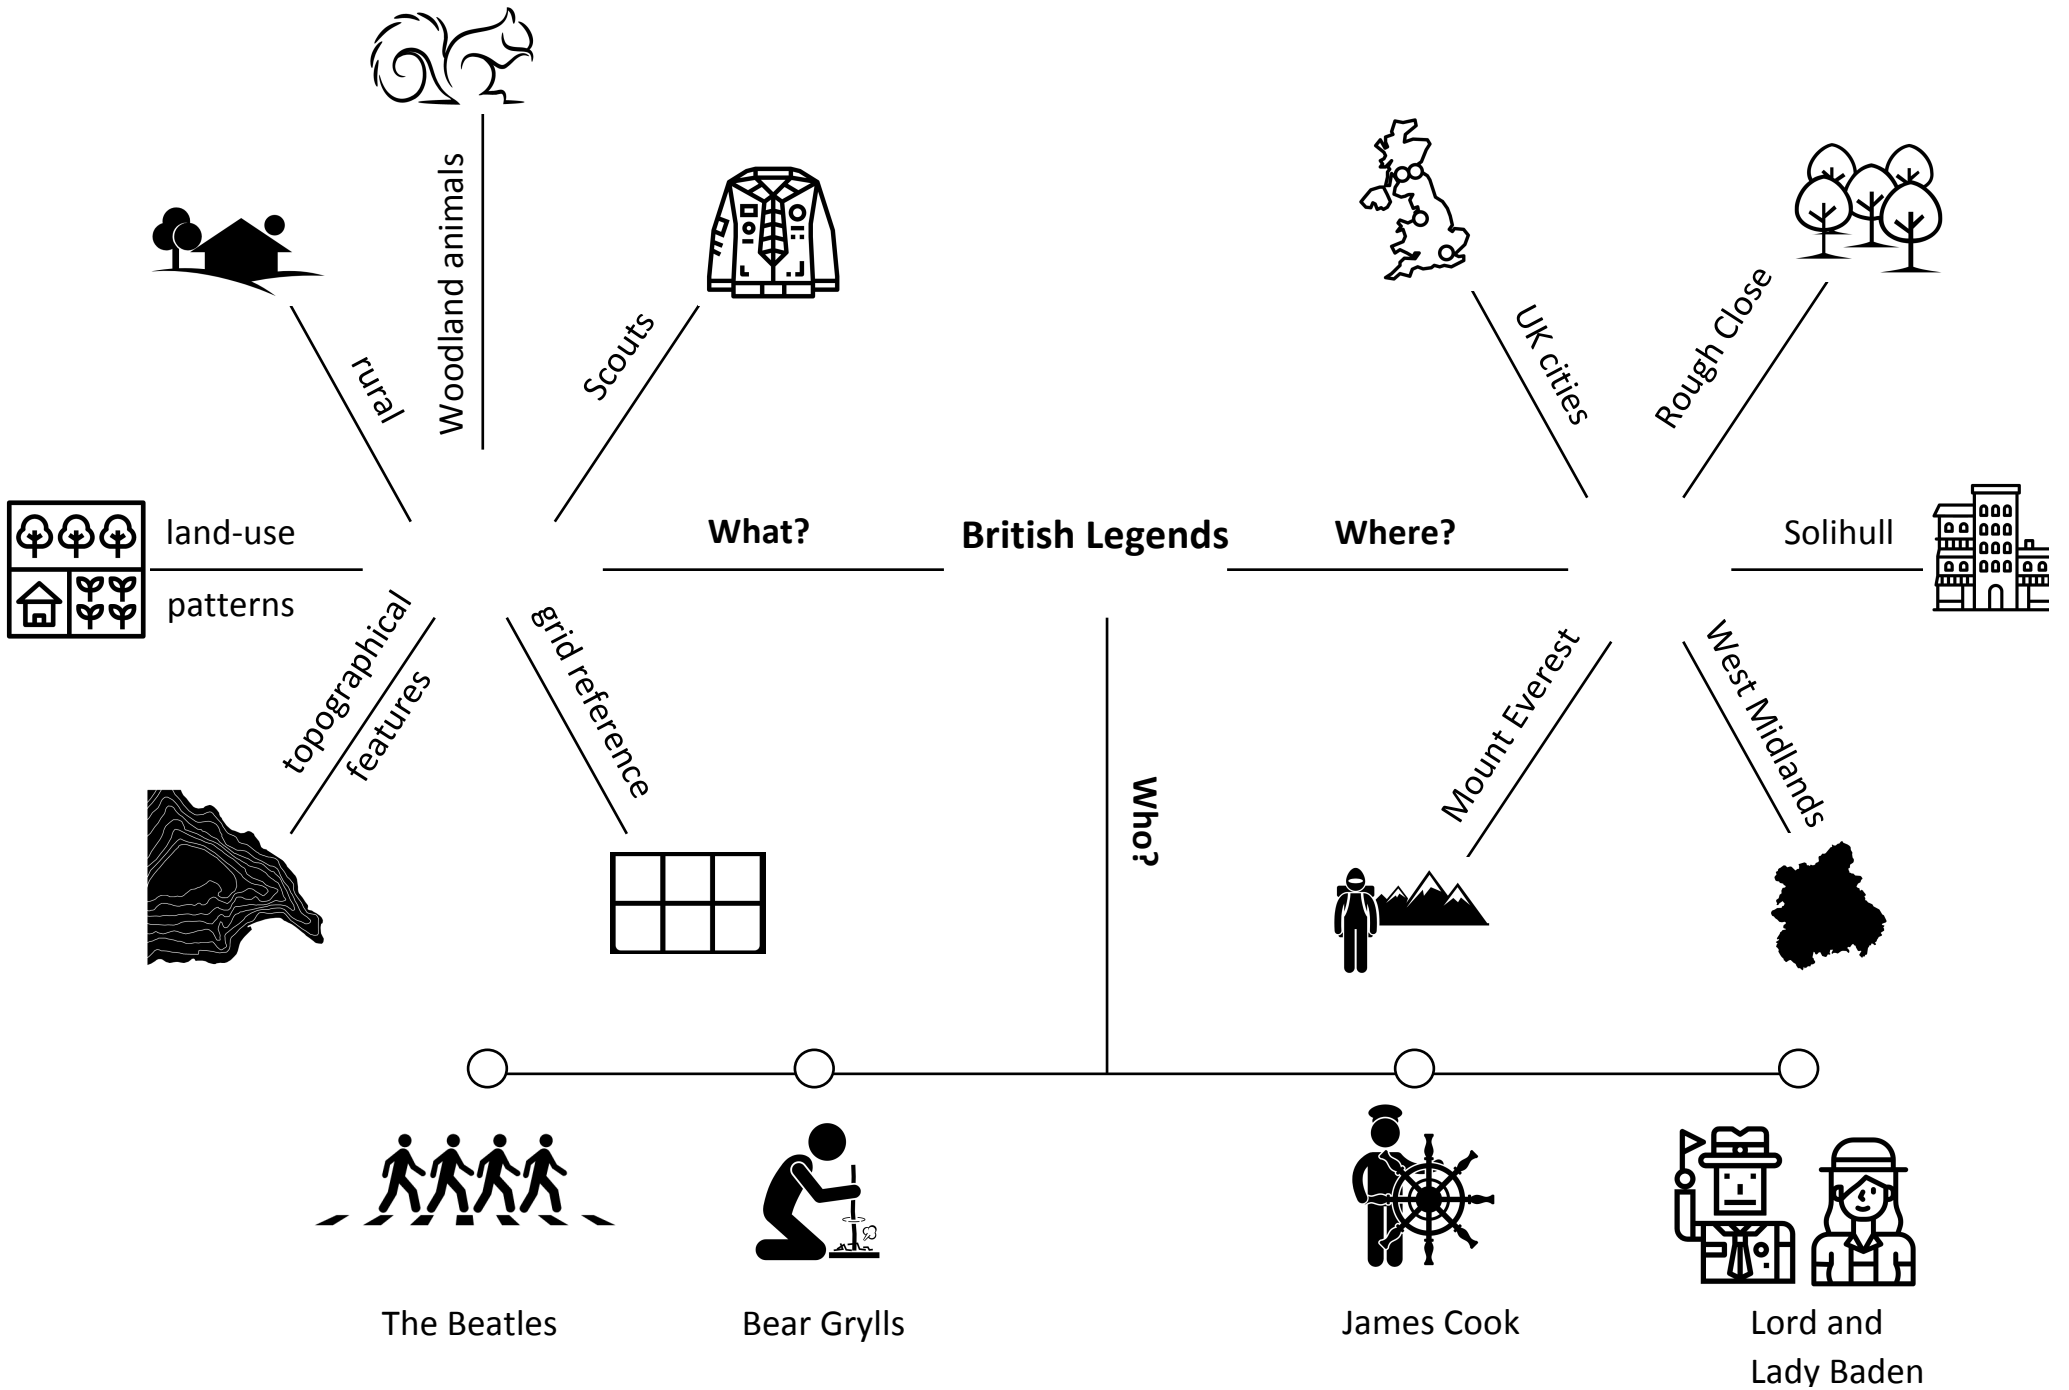 Woodland animals
Scouts
rural
land-use
patterns
topographical
features
grid reference
What?
British Legends
Where?
UK cities
Rough Close
Solihull
West Midlands
Mount Everest
Who?
The Beatles
Bear Grylls
James Cook
Lord and
Lady Baden